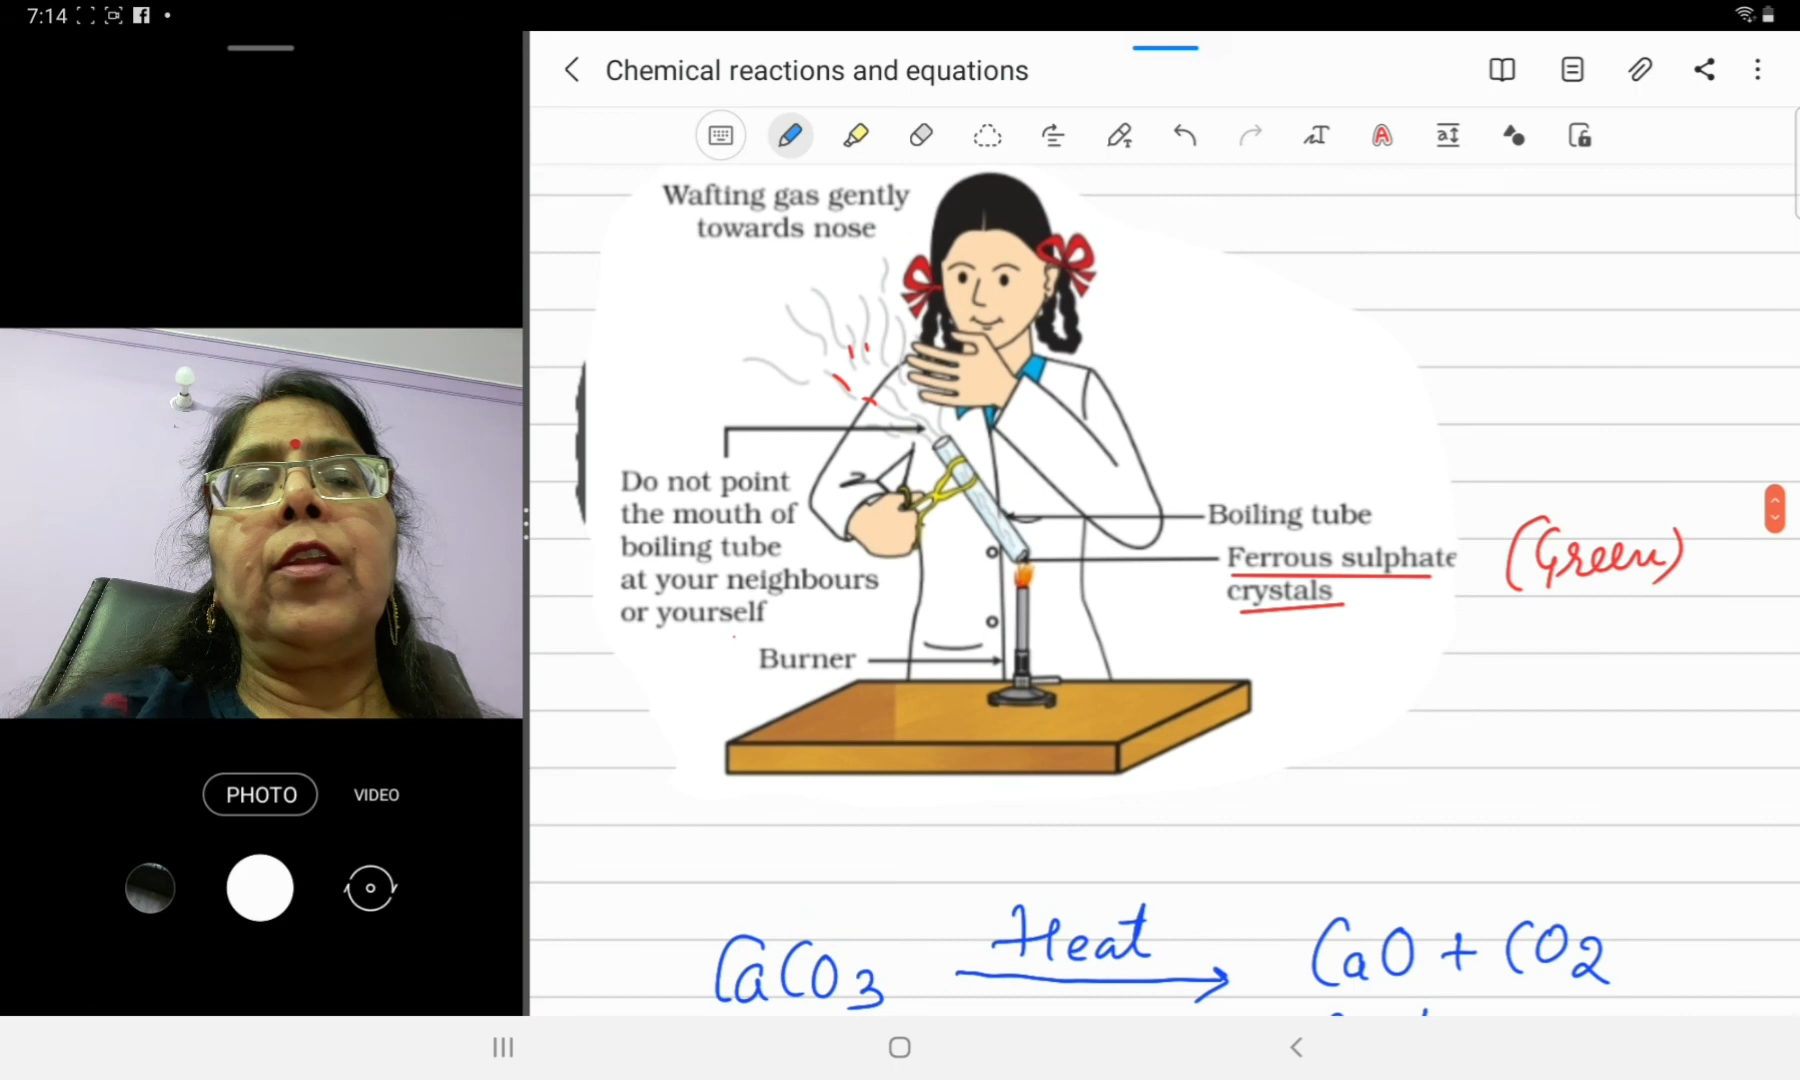 7:14
Chemical reactions and equations
Wafting gas gently
towards nose
Do not point
the mouth of
boiling tube
at your neighbours
or yourself
Boiling tube
Ferrous sulphate
crystals
(Green)
Burner
PHOTO
VIDEO
Heat
CaCO3 → CaO + CO2